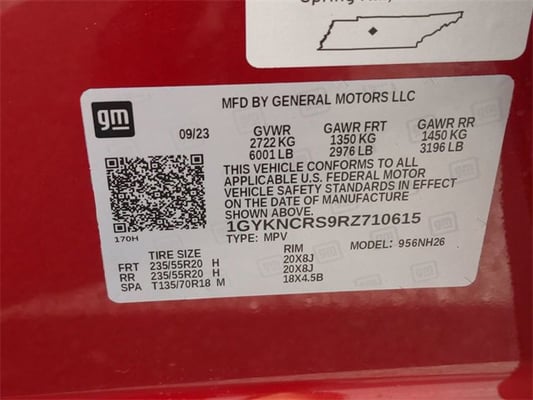 Spring Hill,
gm
MFD BY GENERAL MOTORS LLC
09/23 GVWR GAWR FRT GAWR RR
2722 KG 1350 KG 1450 KG
6001 LB 2976 LB 3196 LB
THIS VEHICLE CONFORMS TO ALL
APPLICABLE U.S. FEDERAL MOTOR
VEHICLE SAFETY STANDARDS IN EFFECT
ON THE DATE OF MANUFACTURE
SHOWN ABOVE.
1GYKNCRS9RZ710615
170H TYPE: MPV MODEL: 956NH26
TIRE SIZE RIM
FRT 235/55R20 H 20X8J
RR 235/55R20 H 20X8J
SPA T135/70R18 M 18X4.5B